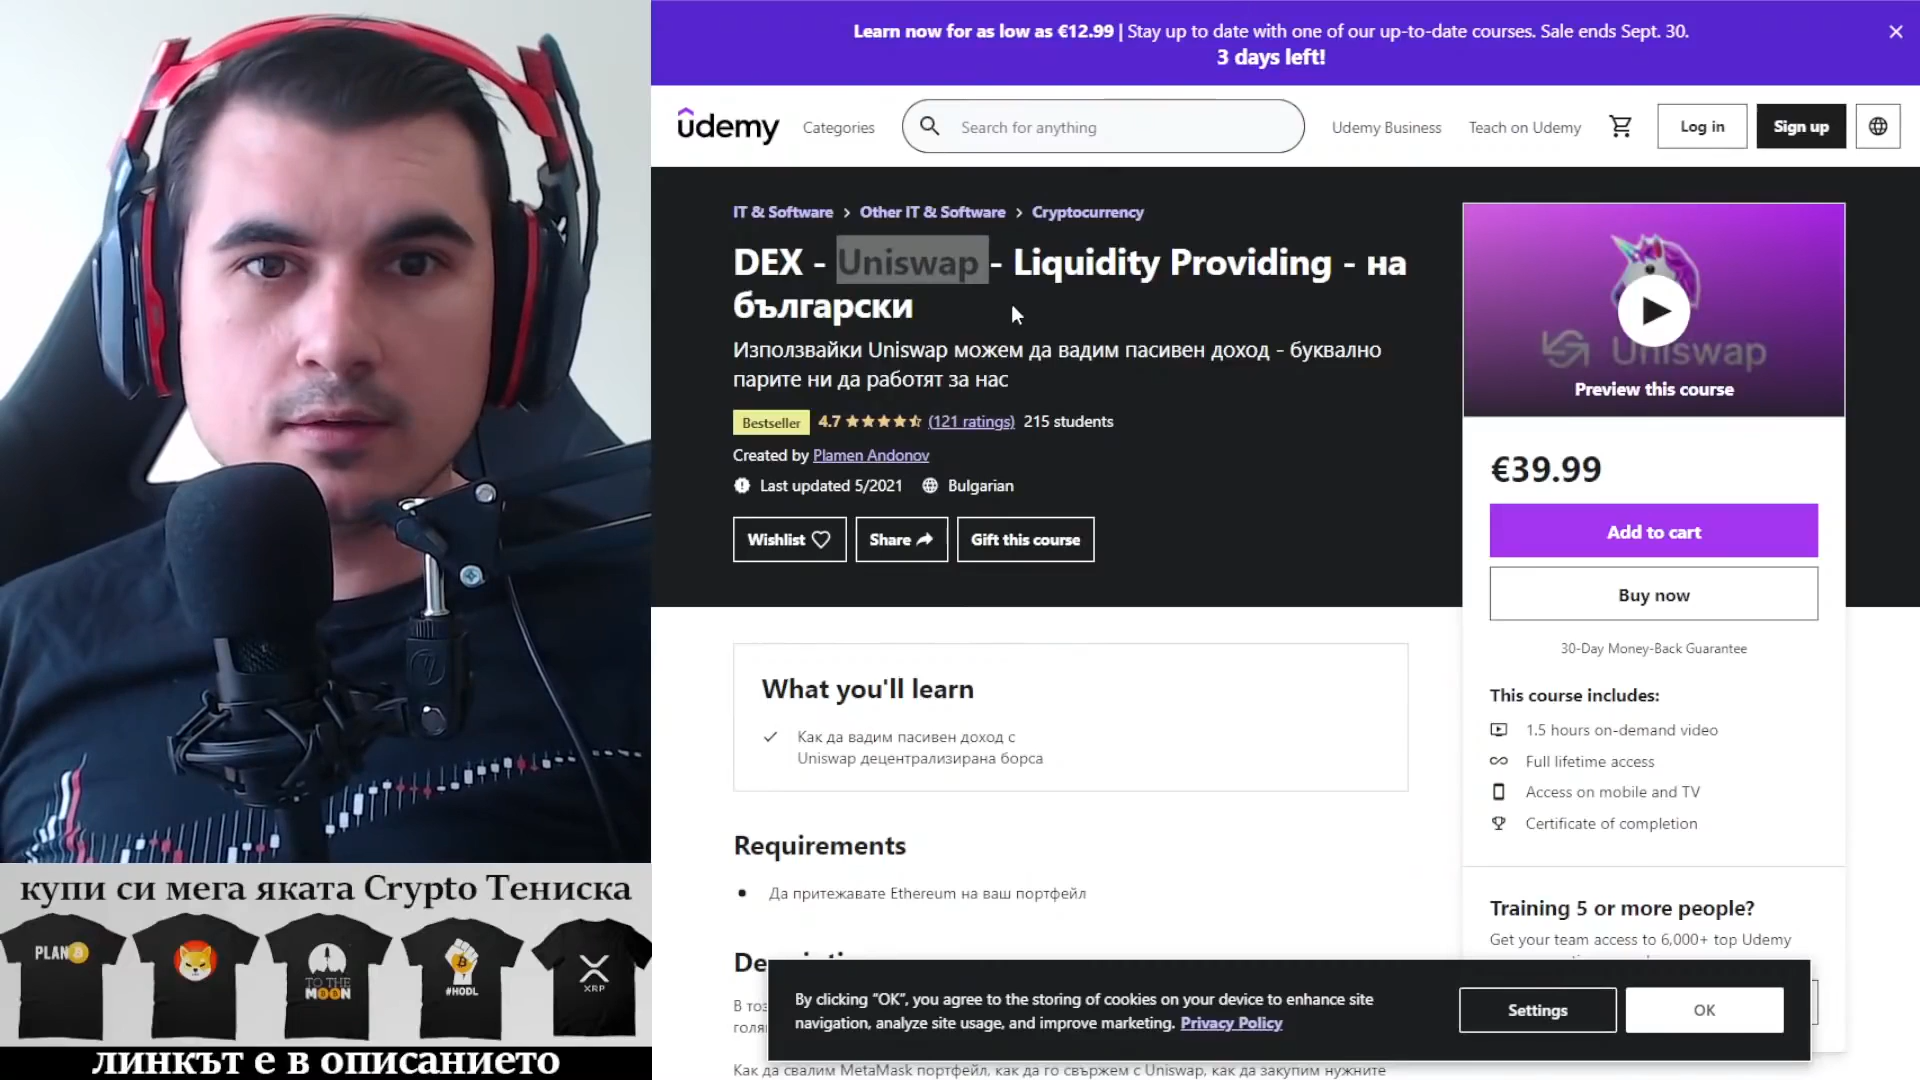 Learn now for as low as €12.99 | Stay up to date with one of our up-to-date courses. Sale ends Sept. 30.
3 days left!
udemy
Categories
Search for anything
Udemy Business
Teach on Udemy
Log in
Sign up
IT & Software > Other IT & Software > Cryptocurrency
DEX - Uniswap - Liquidity Providing - на
български
Използвайки Uniswap можем да вадим пасивен доход - буквално
парите ни да работят за нас
Bestseller 4.7 (121 ratings) 215 students
Created by Plamen Andonov
Last updated 5/2021 Bulgarian
Wishlist
Share
Gift this course
Uniswap
Preview this course
€39.99
Add to cart
Buy now
30-Day Money-Back Guarantee
This course includes:
1.5 hours on-demand video
Full lifetime access
Access on mobile and TV
Certificate of completion
Training 5 or more people?
Get your team access to 6,000+ top Udemy
What you'll learn
Как да вадим пасивен доход с
Uniswap децентрализирана борса
Requirements
Да притежавате Ethereum на ваш портфейл
By clicking “OK”, you agree to the storing of cookies on your device to enhance site
navigation, analyze site usage, and improve marketing. Privacy Policy
Settings
OK
Как да свалим MetaMask портфейл, как да го свържем с Uniswap, как да закупим нужните
купи си мега яката Crypto Тениска
PLAN B
TO THE
MOON
#HODL
XRP
линкът е в описанието